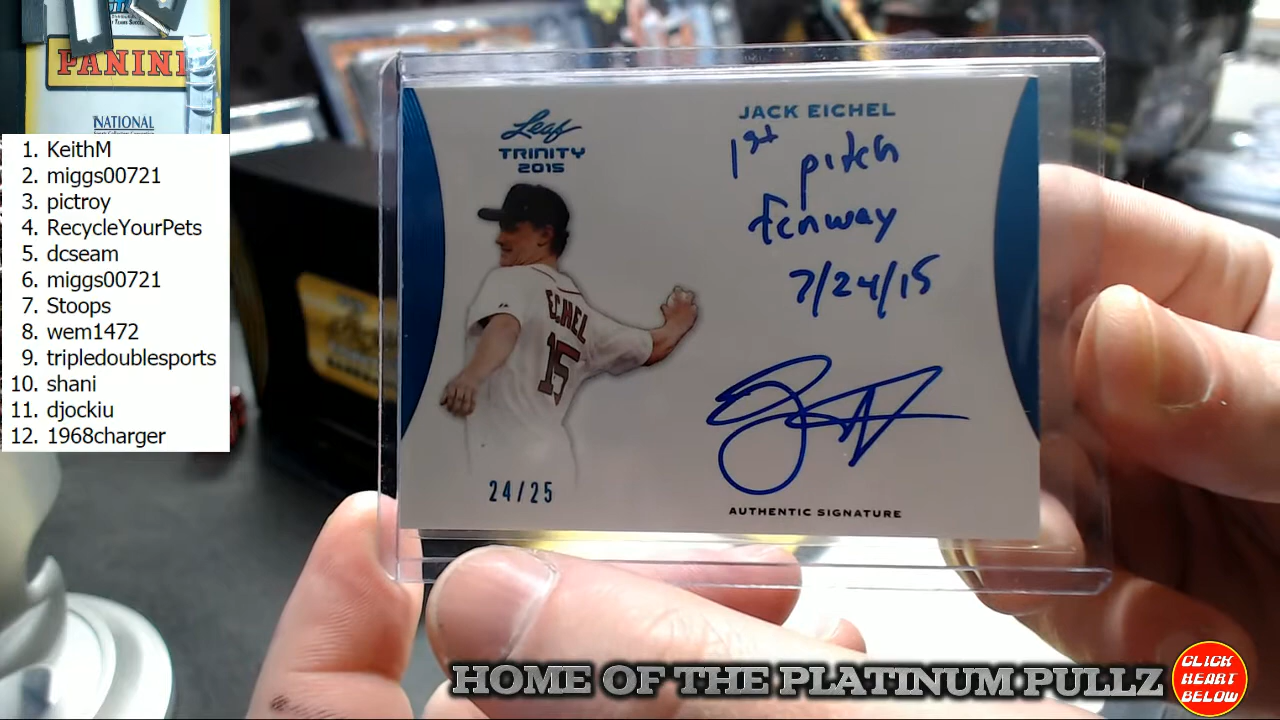 PANINI
NATIONAL
1. KeithM
2. miggs00721
3. pictroy
4. RecycleYourPets
5. dcseam
6. miggs00721
7. Stoops
8. wem1472
9. tripledoublesports
10. shani
11. djockiu
12. 1968charger
Leaf
TRINITY
2015
EICHEL
15
24/25
JACK EICHEL
1st pitch
fenway
7/24/15
AUTHENTIC SIGNATURE
HOME OF THE PLATINUM PULLZ
CLICK
HEART
BELOW